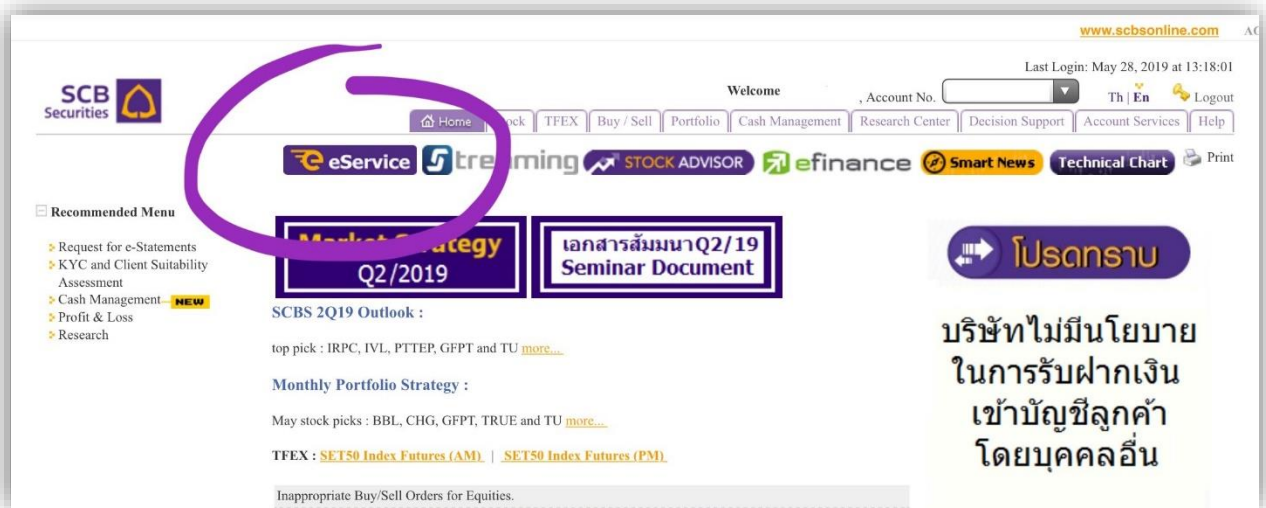 www.scbsonline.com
Last Login: May 28, 2019 at 13:18:01
SCB
Securities
Welcome , Account No. Th | En Logout
Home TFEX Buy / Sell Portfolio Cash Management Research Center Decision Support Account Services Help
eService Streaming STOCK ADVISOR efinance Smart News Technical Chart Print
Recommended Menu
Request for e-Statements
KYC and Client Suitability
Assessment
Cash Management NEW
Profit & Loss
Research
Market Strategy
Q2/2019
เอกสารสัมมนาQ2/19
Seminar Document
SCBS 2Q19 Outlook :
top pick : IRPC, IVL, PTTEP, GFPT and TU more...
Monthly Portfolio Strategy :
May stock picks : BBL, CHG, GFPT, TRUE and TU more...
TFEX : SET50 Index Futures (AM) | SET50 Index Futures (PM)
Inappropriate Buy/Sell Orders for Equities.
โปรดทราบ
บริษัทไม่มีนโยบาย
ในการรับฝากเงิน
เข้าบัญชีลูกค้า
โดยบุคคลอื่น